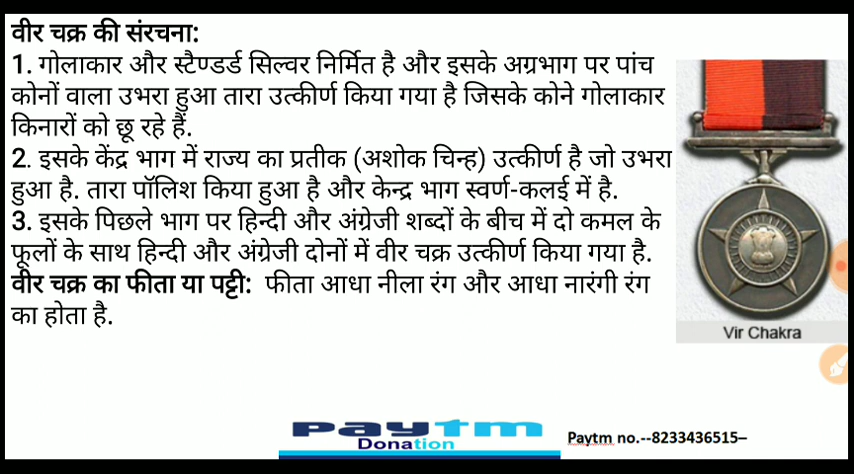 वीर चक्र की संरचना:
1. गोलाकार और स्टैण्डर्ड सिल्वर निर्मित है और इसके अग्रभाग पर पांच
कोनों वाला उभरा हुआ तारा उत्कीर्ण किया गया है जिसके कोने गोलाकार
किनारों को छू रहे हैं.
2. इसके केंद्र भाग में राज्य का प्रतीक (अशोक चिन्ह) उत्कीर्ण है जो उभरा
हुआ है. तारा पॉलिश किया हुआ है और केन्द्र भाग स्वर्ण-कलई में है.
3. इसके पिछले भाग पर हिन्दी और अंग्रेजी शब्दों के बीच में दो कमल के
फूलों के साथ हिन्दी और अंग्रेजी दोनों में वीर चक्र उत्कीर्ण किया गया है.
वीर चक्र का फीता या पट्टी: फीता आधा नीला रंग और आधा नारंगी रंग
का होता है.
Vir Chakra
paytm
Donation
Paytm no.--8233436515–